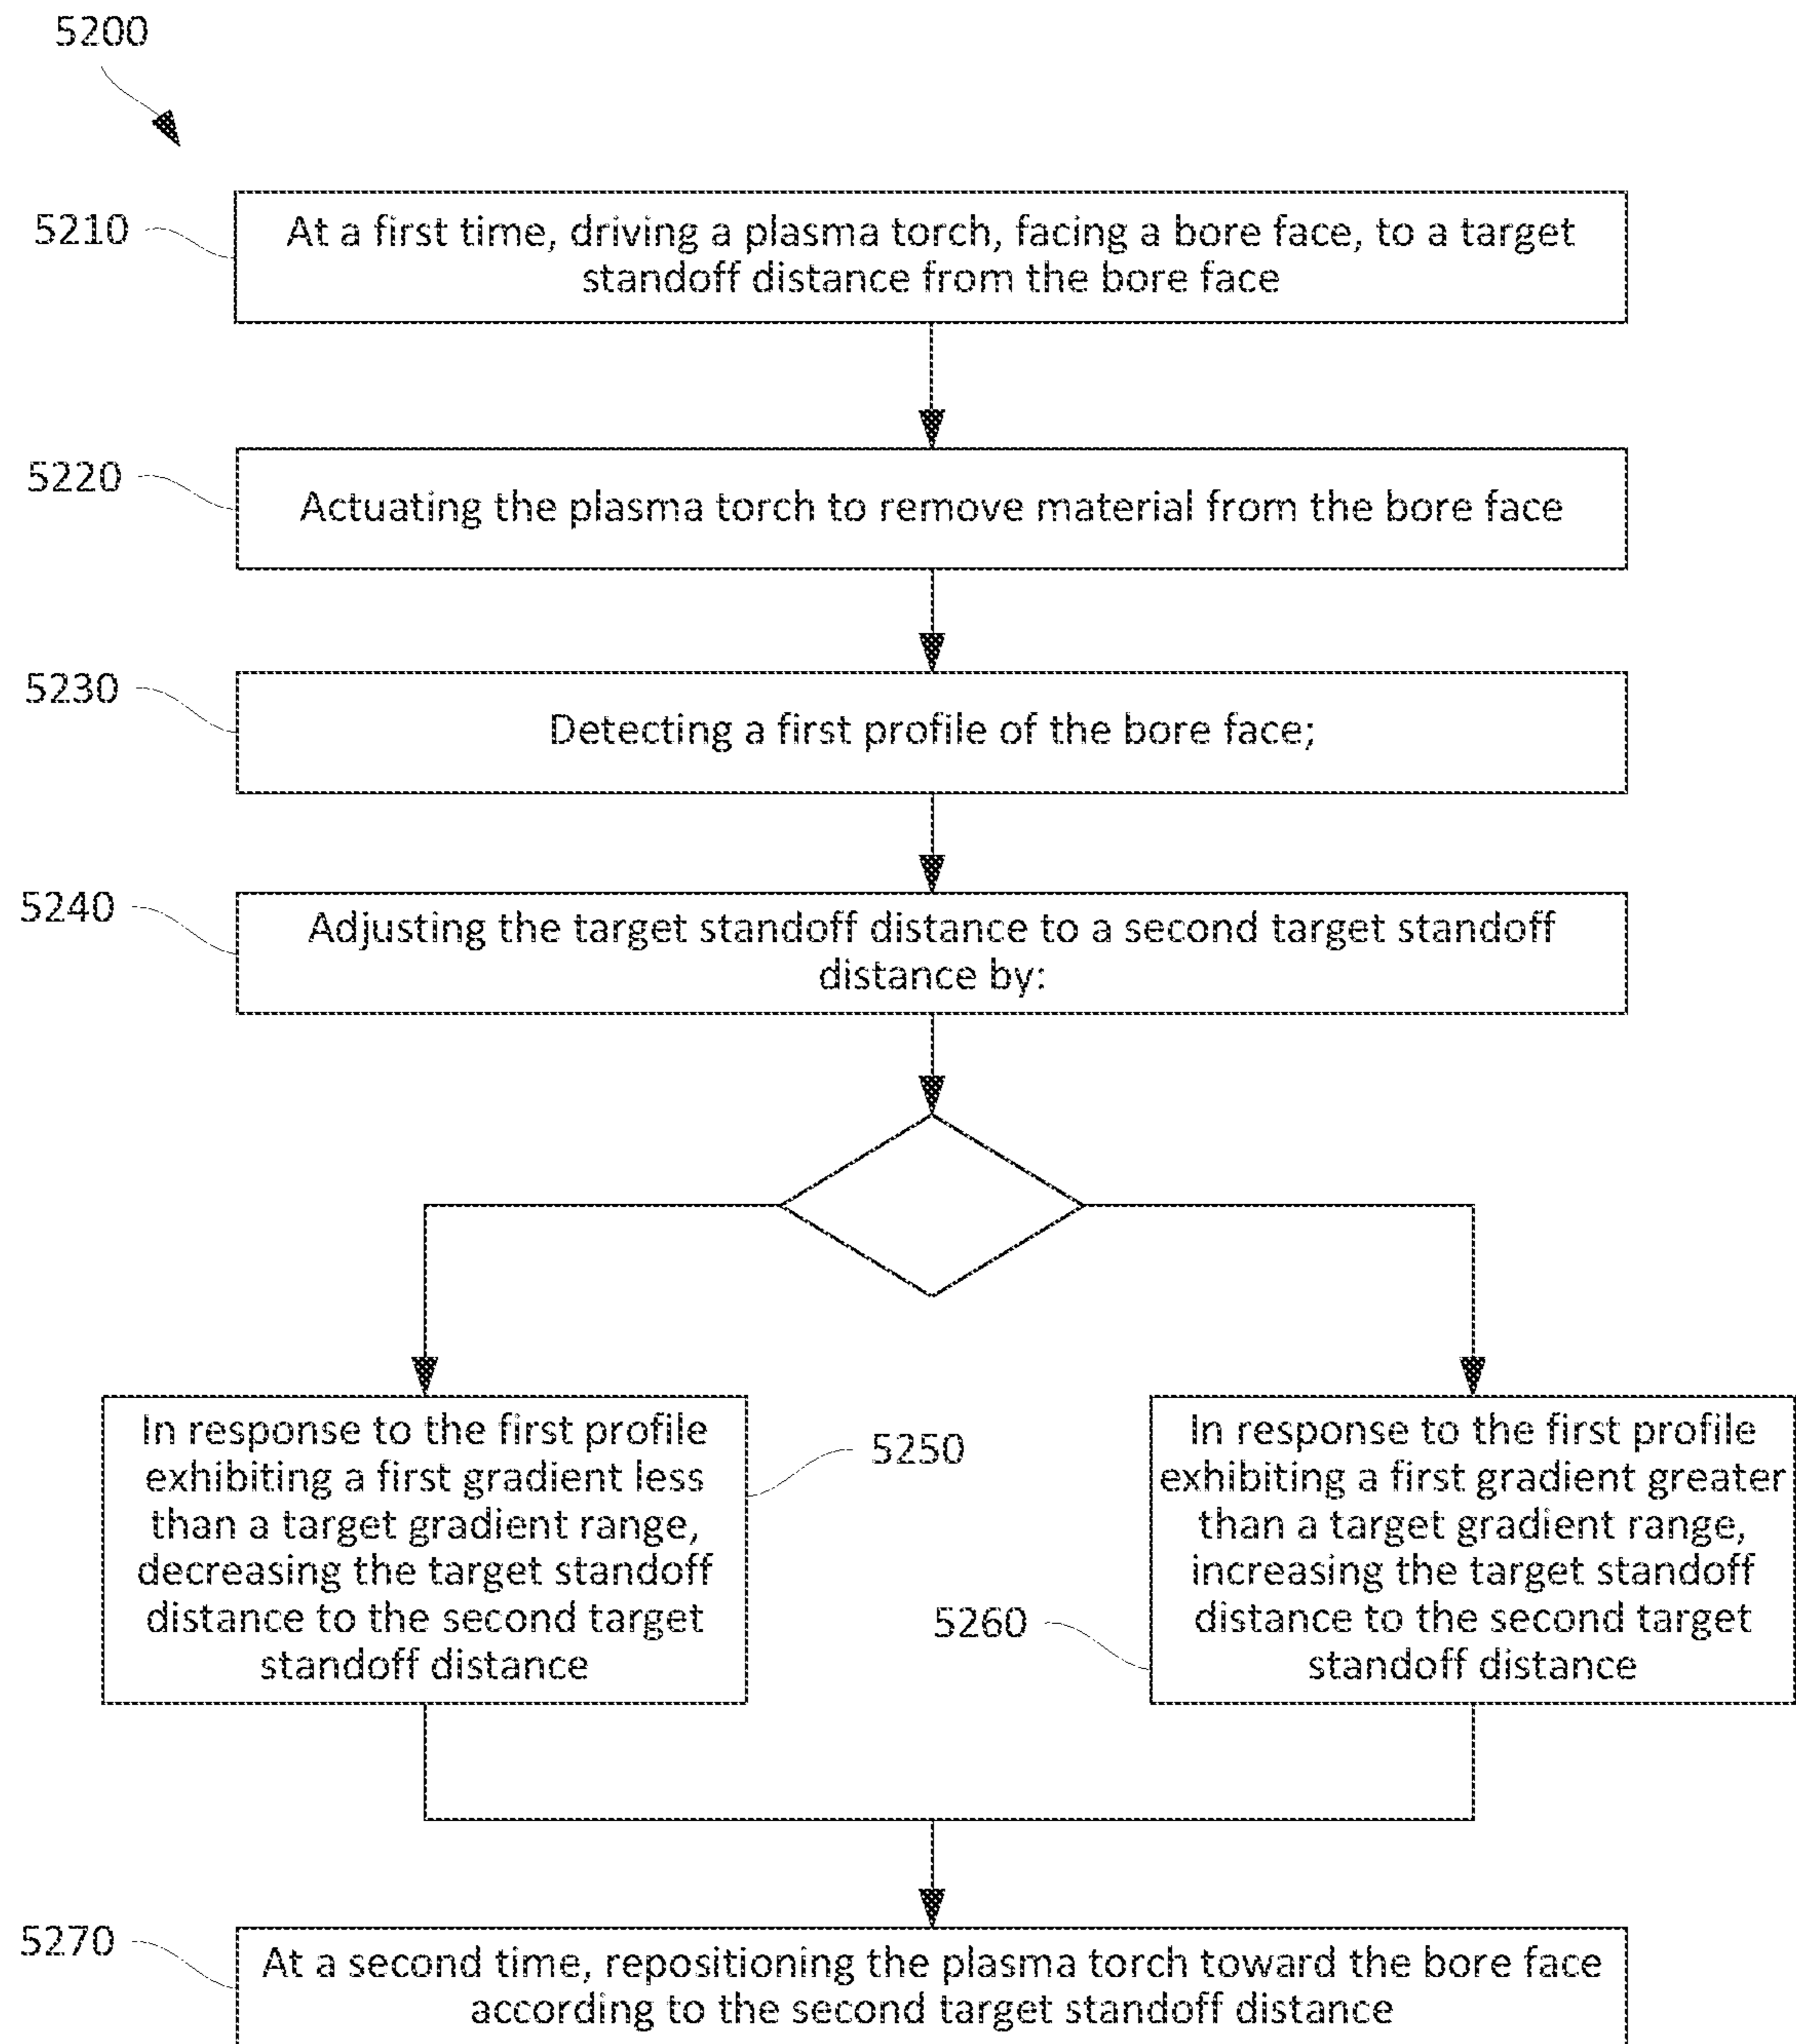 5200
5210
At a first time, driving a plasma torch, facing a bore face, to a target
standoff distance from the bore face
5220
Actuating the plasma torch to remove material from the bore face
5230
Detecting a first profile of the bore face;
5240
Adjusting the target standoff distance to a second target standoff
distance by:
In response to the first profile
exhibiting a first gradient less
than a target gradient range,
decreasing the target standoff
distance to the second target
standoff distance
5250
In response to the first profile
exhibiting a first gradient greater
than a target gradient range,
increasing the target standoff
distance to the second target
standoff distance
5260
5270
At a second time, repositioning the plasma torch toward the bore face
according to the second target standoff distance